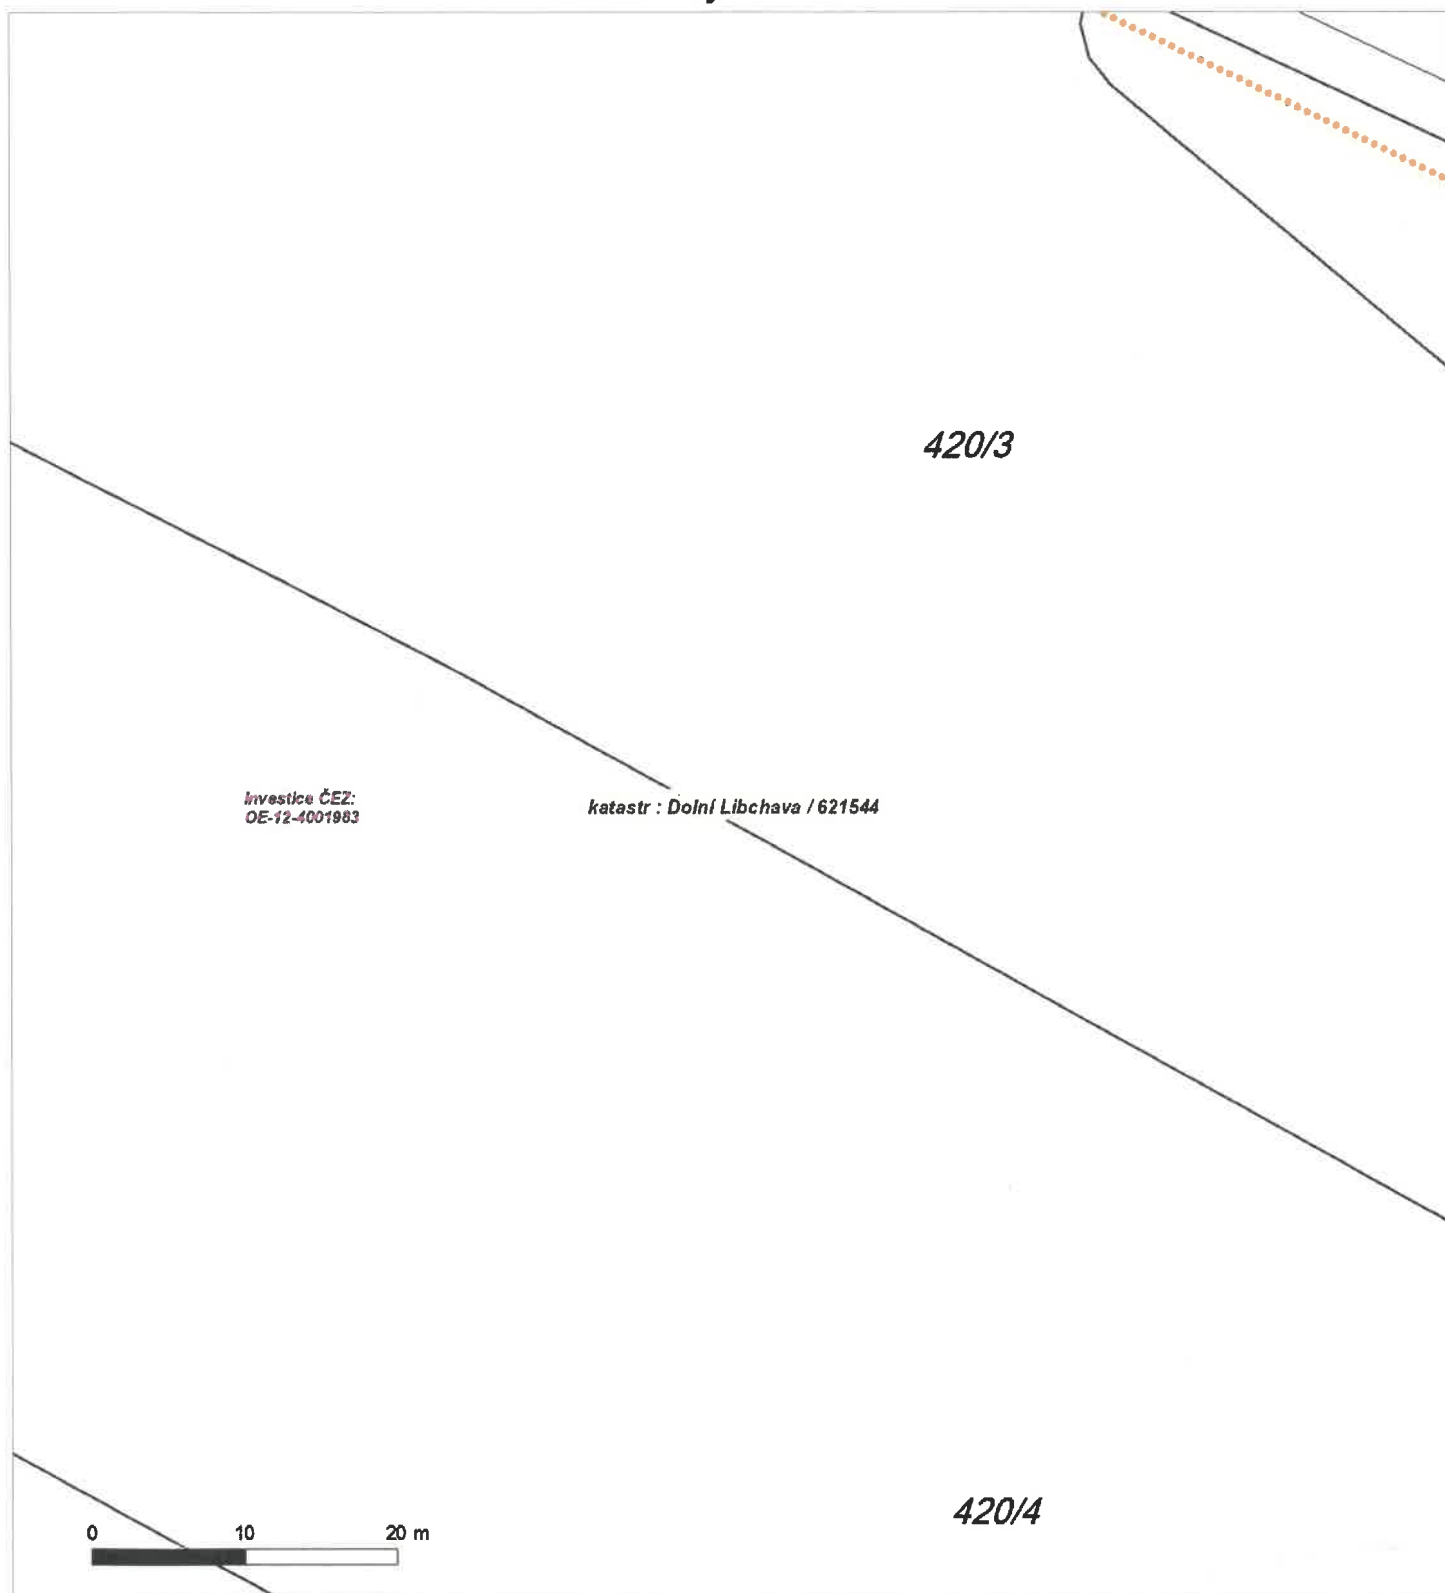 420/3
Investice ČEZ:
OE-12-4001983
katastr : Dolní Libchava / 621544
420/4
0 10 20 m